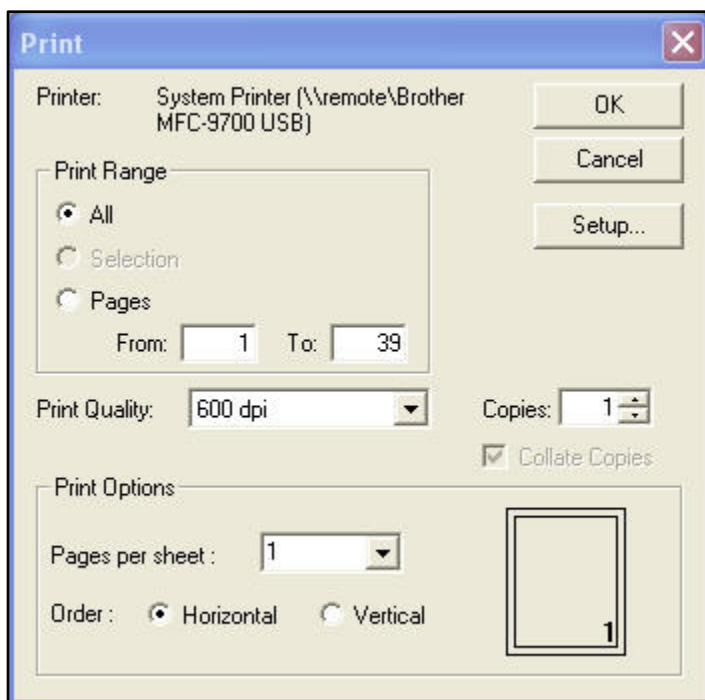 Print
Printer: System Printer (\\remote\Brother
MFC-9700 USB)
OK
Cancel
Setup...
Print Range
All
Selection
Pages
From: 1 To: 39
Print Quality: 600 dpi
Copies: 1
Collate Copies
Print Options
Pages per sheet : 1
Order : Horizontal Vertical
1